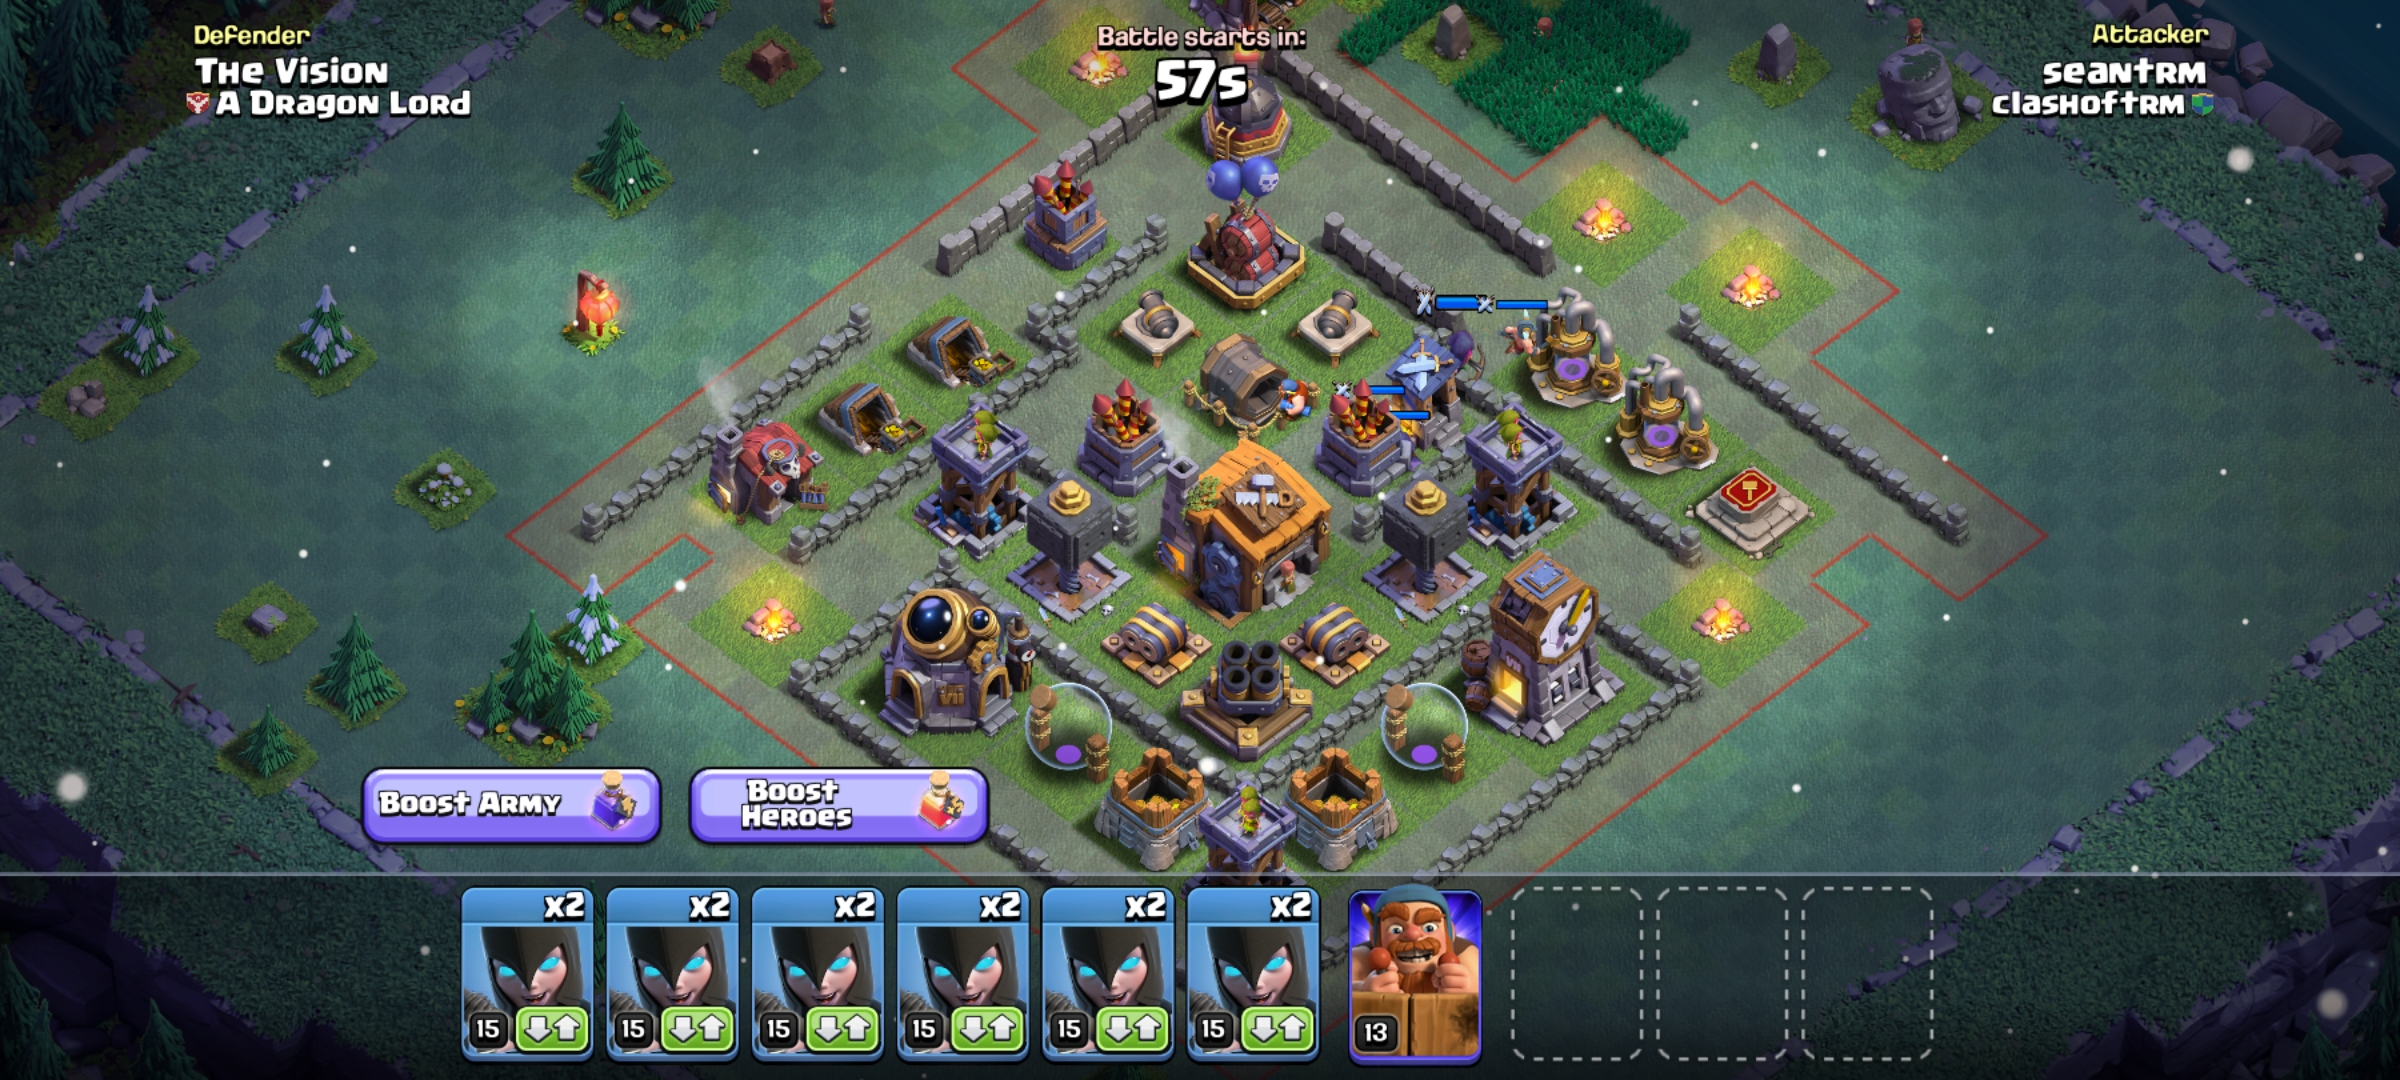 Defender
The Vision
A Dragon Lord
Battle starts in:
57s
Attacker
seantRM
clashoftRM
Boost Army
Boost
Heroes
x2
x2
x2
x2
x2
x2
15
15
15
15
15
15
13